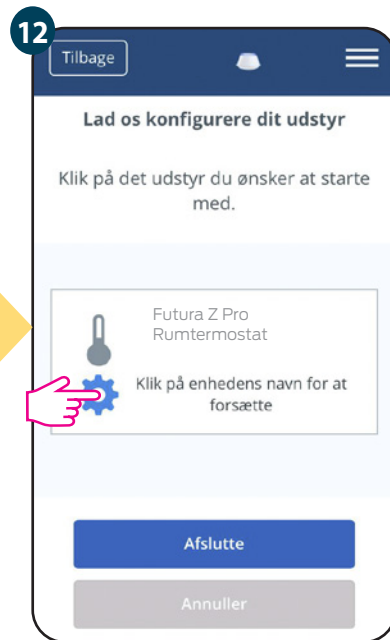 12
Tilbage
Lad os konfigurere dit udstyr
Klik på det udstyr du ønsker at starte
med.
Futura Z Pro
Rumtermostat
Klik på enhedens navn for at
forsætte
Afslutte
Annuller